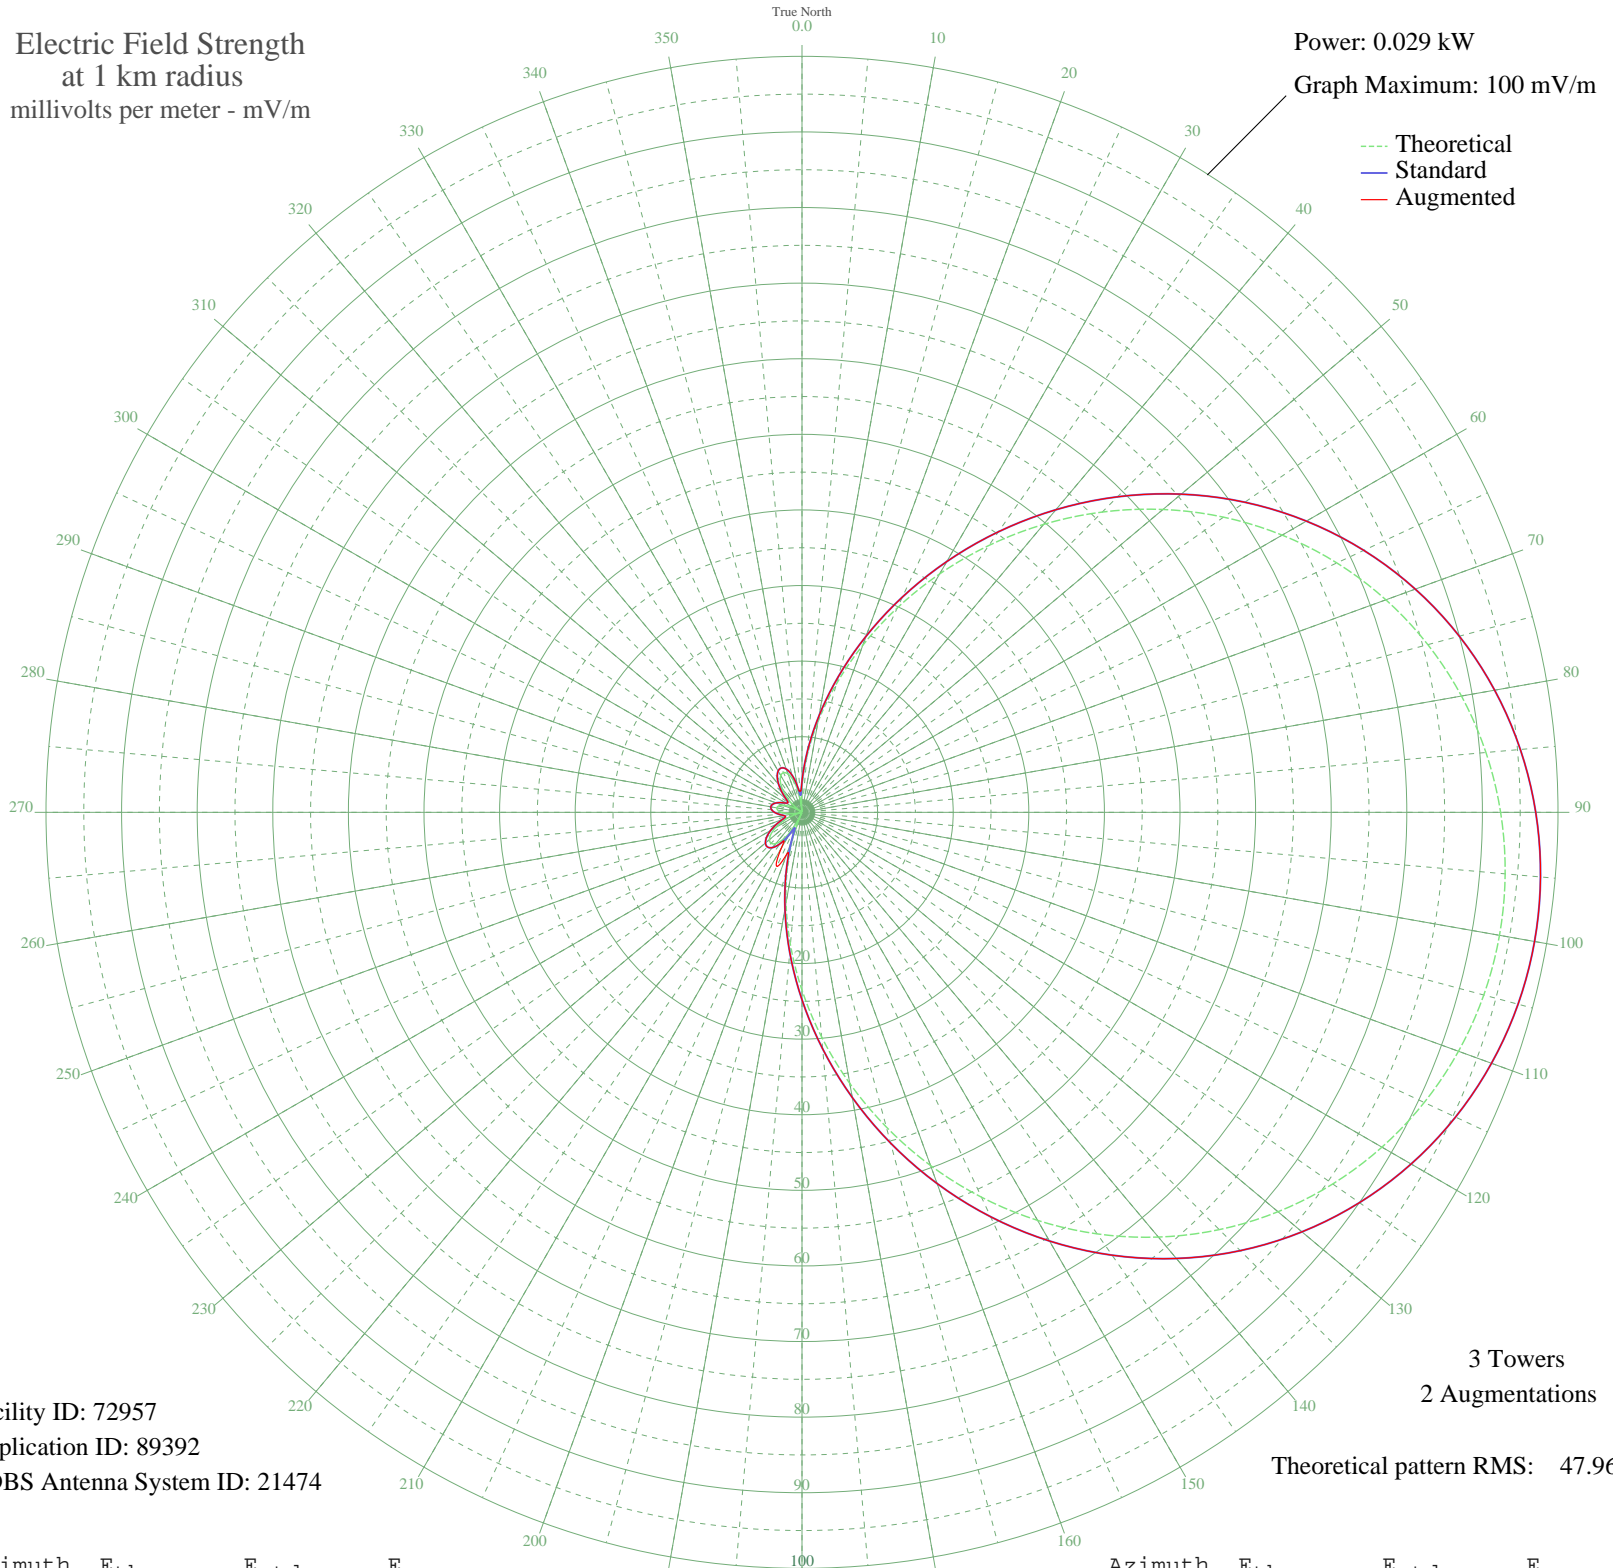 True North
0.0
Electric Field Strength
at 1 km radius
millivolts per meter - mV/m
Power: 0.029 kW
Graph Maximum: 100 mV/m
Theoretical
Standard
Augmented
10
20
30
40
50
60
70
80
90
100
110
120
130
140
150
160
200
210
220
230
240
250
260
270
280
290
300
310
320
330
340
350
20
30
40
50
60
70
80
90
100
3 Towers
2 Augmentations
Theoretical pattern RMS: 47.96
cility ID: 72957
plication ID: 89392
DBS Antenna System ID: 21474
imuth
Azimuth